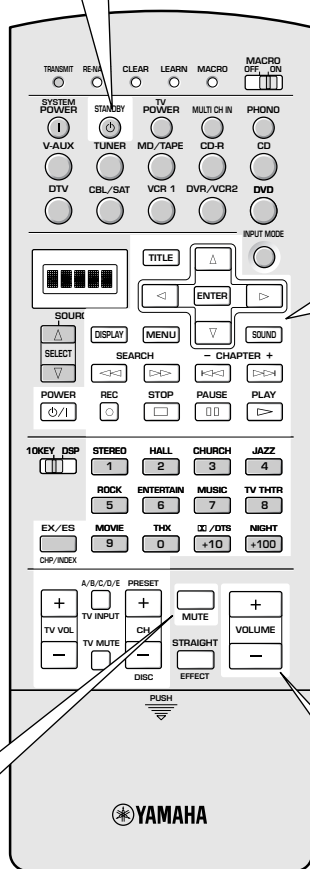 TRANSMIT RE-NA CLEAR LEARN MACRO MACRO
OFF ON
SYSTEM POWER STANDBY TV POWER MULTI CH IN PHONO
V-AUX TUNER MD/TAPE CD-R CD
DTV CBL/SAT VCR 1 DVR/VCR2 DVD
INPUT MODE
TITLE
ENTER
SOURC
SELECT
DISPLAY MENU SOUND
SEARCH – CHAPTER +
POWER REC STOP PAUSE PLAY
10KEY DSP STEREO HALL CHURCH JAZZ
1 2 3 4
ROCK ENTERTAIN MUSIC TV THTR
5 6 7 8
EX/ES MOVIE THX /DTS NIGHT
9 0 +10 +100
CHP/INDEX
A/B/C/D/E PRESET
+ TV INPUT + MUTE +
TV VOL CH VOLUME
– TV MUTE – STRAIGHT –
DISC EFFECT
PUSH
YAMAHA